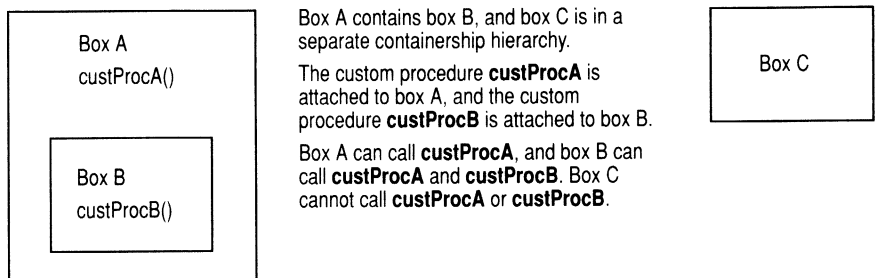 Box A
custProcA()
Box B
custProcB()
Box A contains box B, and box C is in a
separate containership hierarchy.
The custom procedure custProcA is
attached to box A, and the custom
procedure custProcB is attached to box B.
Box A can call custProcA, and box B can
call custProcA and custProcB. Box C
cannot call custProcA or custProcB.
Box C